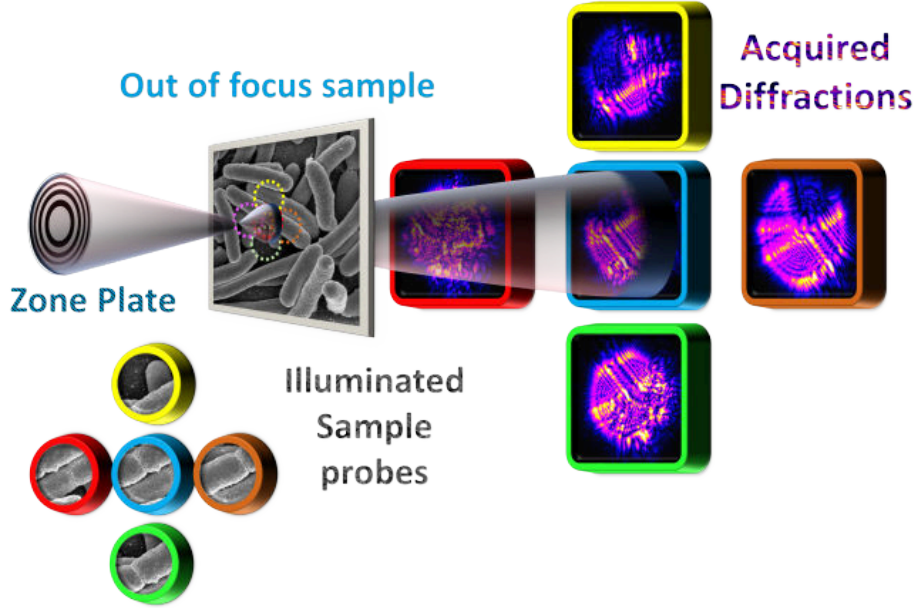 Out of focus sample
Acquired
Diffractions
Zone Plate
Illuminated
Sample
probes